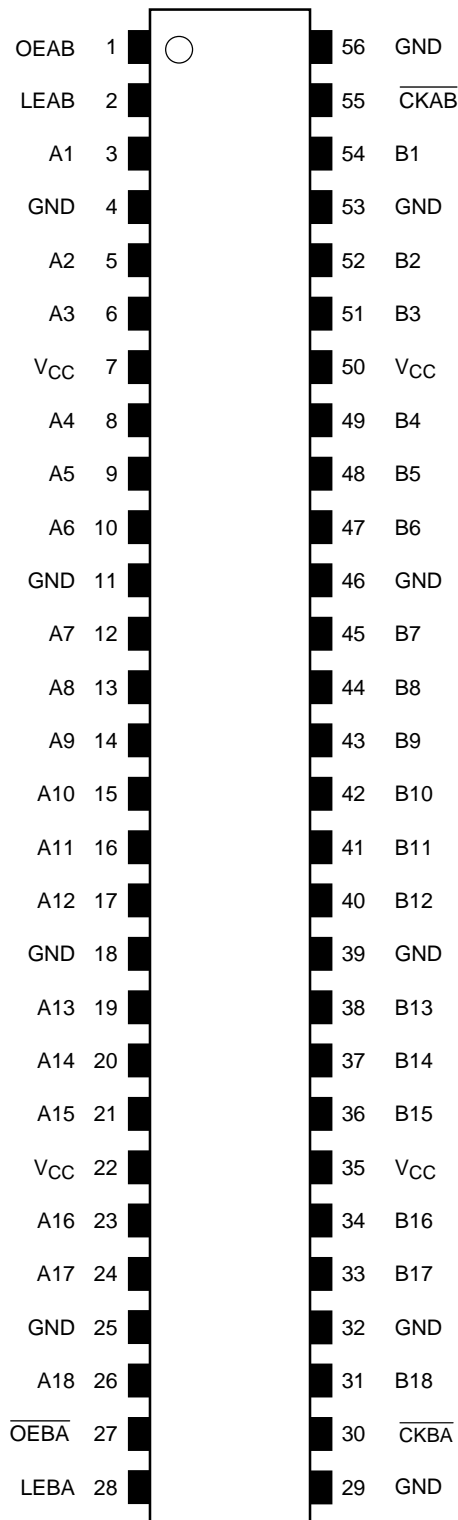 OEAB 1 56 GND
LEAB 2 55 C̅K̅A̅B̅
A1 3 54 B1
GND 4 53 GND
A2 5 52 B2
A3 6 51 B3
VCC 7 50 VCC
A4 8 49 B4
A5 9 48 B5
A6 10 47 B6
GND 11 46 GND
A7 12 45 B7
A8 13 44 B8
A9 14 43 B9
A10 15 42 B10
A11 16 41 B11
A12 17 40 B12
GND 18 39 GND
A13 19 38 B13
A14 20 37 B14
A15 21 36 B15
VCC 22 35 VCC
A16 23 34 B16
A17 24 33 B17
GND 25 32 GND
A18 26 31 B18
O̅E̅B̅A̅ 27 30 C̅K̅B̅A̅
LEBA 28 29 GND